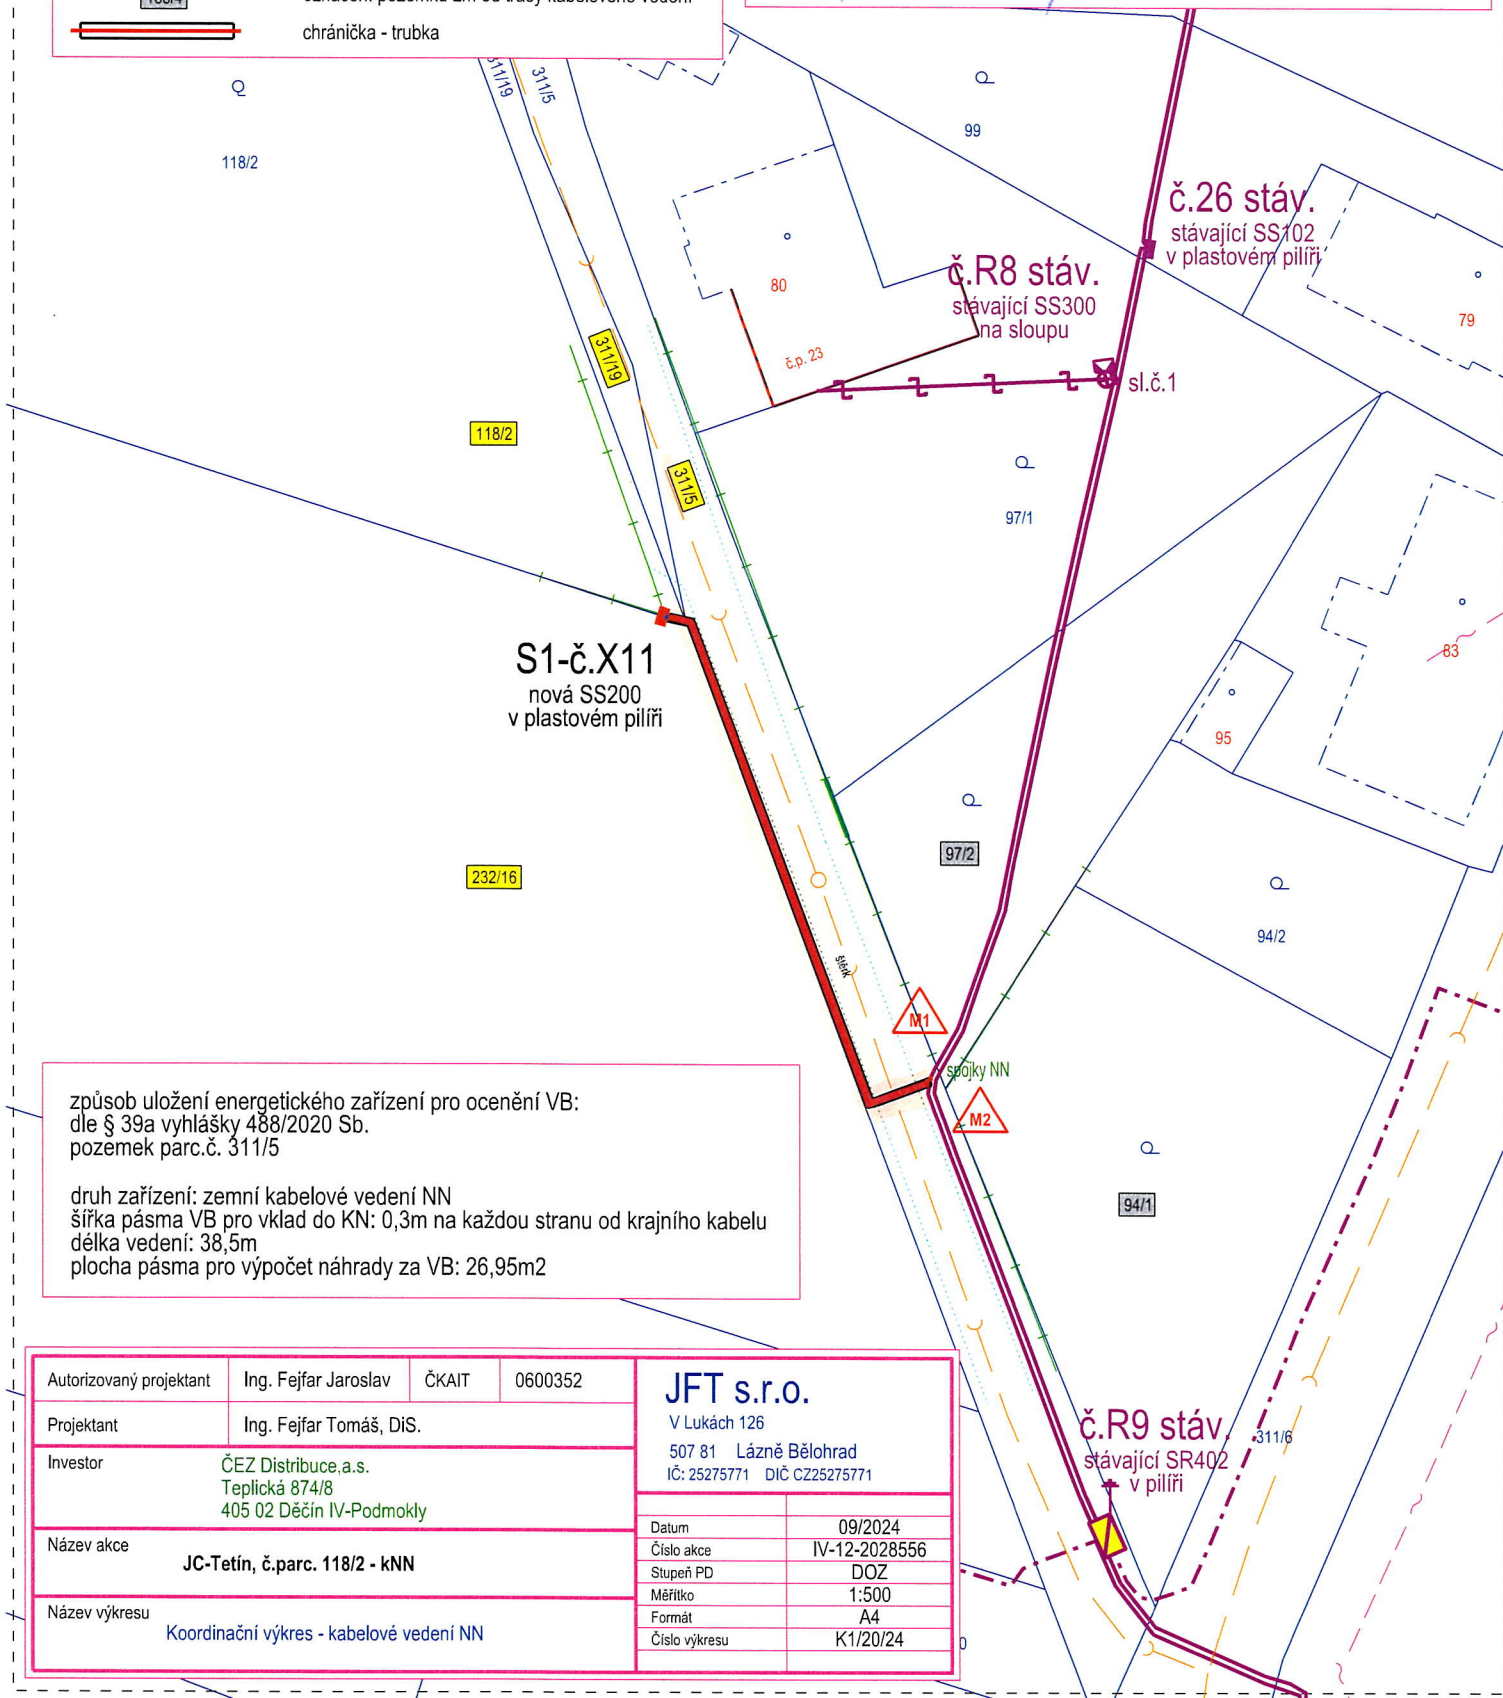 chránička - trubka
311/19
311/5
118/2
99
č.26 stáv.
stávající SS102
v plastovém pilíři
č.R8 stáv.
stávající SS300
na sloupu
80
79
č.p. 23
sl.č.1
311/19
118/2
311/5
97/1
S1-č.X11
nová SS200
v plastovém pilíři
83
95
97/2
232/16
94/2
štěrk
M1
spojky NN
M2
94/1
způsob uložení energetického zařízení pro ocenění VB:
dle § 39a vyhlášky 488/2020 Sb.
pozemek parc.č. 311/5
druh zařízení: zemní kabelové vedení NN
šířka pásma VB pro vklad do KN: 0,3m na každou stranu od krajního kabelu
délka vedení: 38,5m
plocha pásma pro výpočet náhrady za VB: 26,95m2
č.R9 stáv.
stávající SR402
v pilíři
311/6
Autorizovaný projektant Ing. Fejfar Jaroslav ČKAIT 0600352
Projektant Ing. Fejfar Tomáš, DiS.
Investor
ČEZ Distribuce,a.s.
Teplická 874/8
405 02 Děčín IV-Podmokly
Název akce
JC-Tetín, č.parc. 118/2 - kNN
Název výkresu
Koordinační výkres - kabelové vedení NN
JFT s.r.o.
V Lukách 126
507 81 Lázně Bělohrad
IČ: 25275771 DIČ CZ25275771
Datum 09/2024
Číslo akce IV-12-2028556
Stupeň PD DOZ
Měřítko 1:500
Formát A4
Číslo výkresu K1/20/24